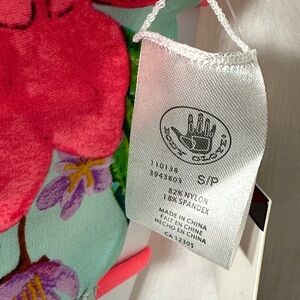 BODY GLOVE®
110138
3943803 S/P
82% NYLON
18% SPANDEX
MADE IN CHINA
FAIT EN CHINE
HECHO EN CHINA
CA 12305